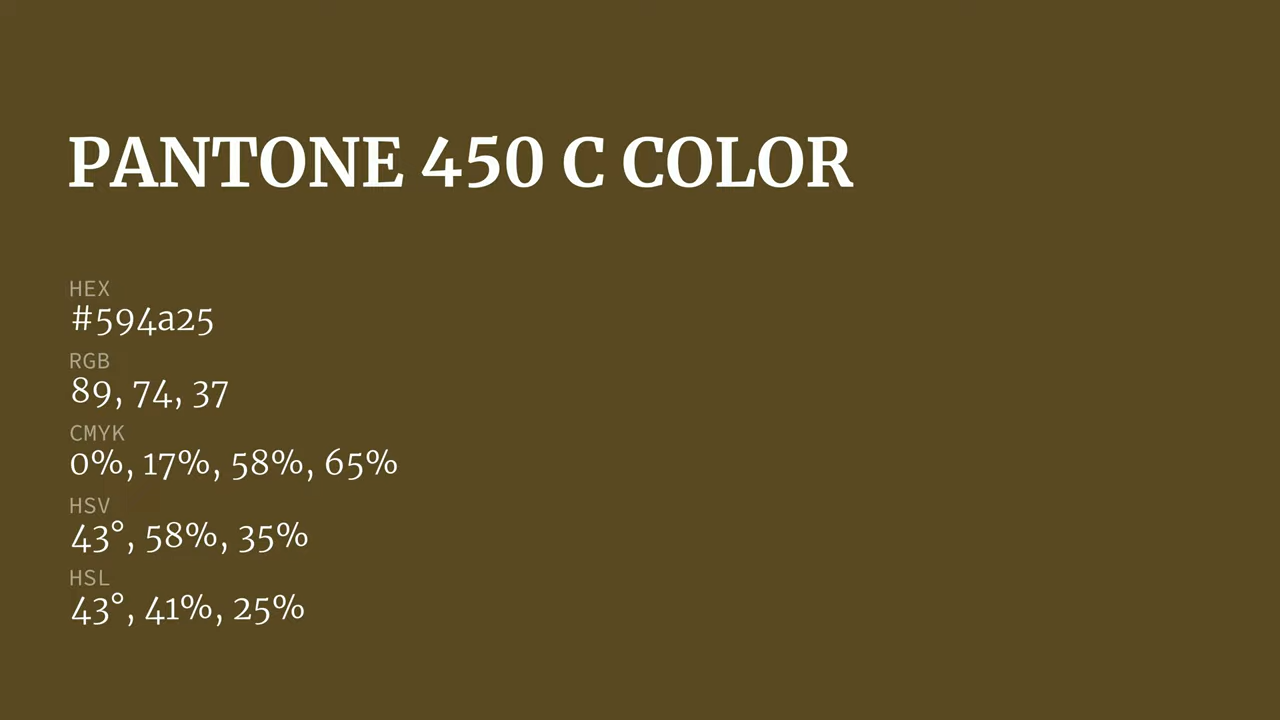 PANTONE 450 C COLOR
HEX
#594a25
RGB
89, 74, 37
CMYK
0%, 17%, 58%, 65%
HSV
43°, 58%, 35%
HSL
43°, 41%, 25%